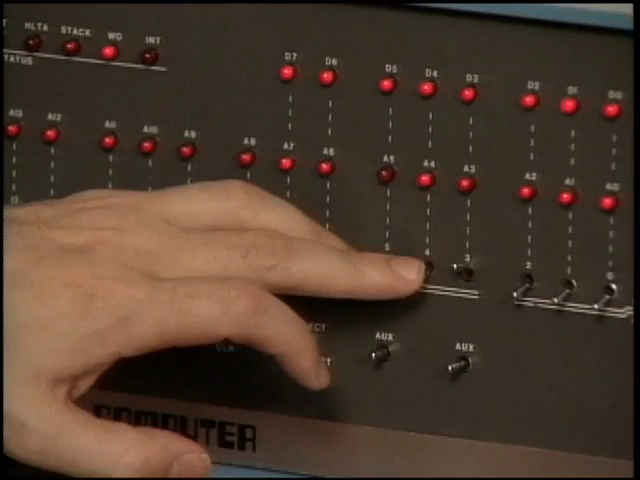 HLTA STACK WO INT
STATUS
D7 D6 D5 D4 D3 D2 D1 D0
A13 A12 A11 A10 A9 A8 A7 A6 A5 A4 A3 A2 A1 A0
5 4 3 2 1 0
AUX AUX
CLR
COMPUTER